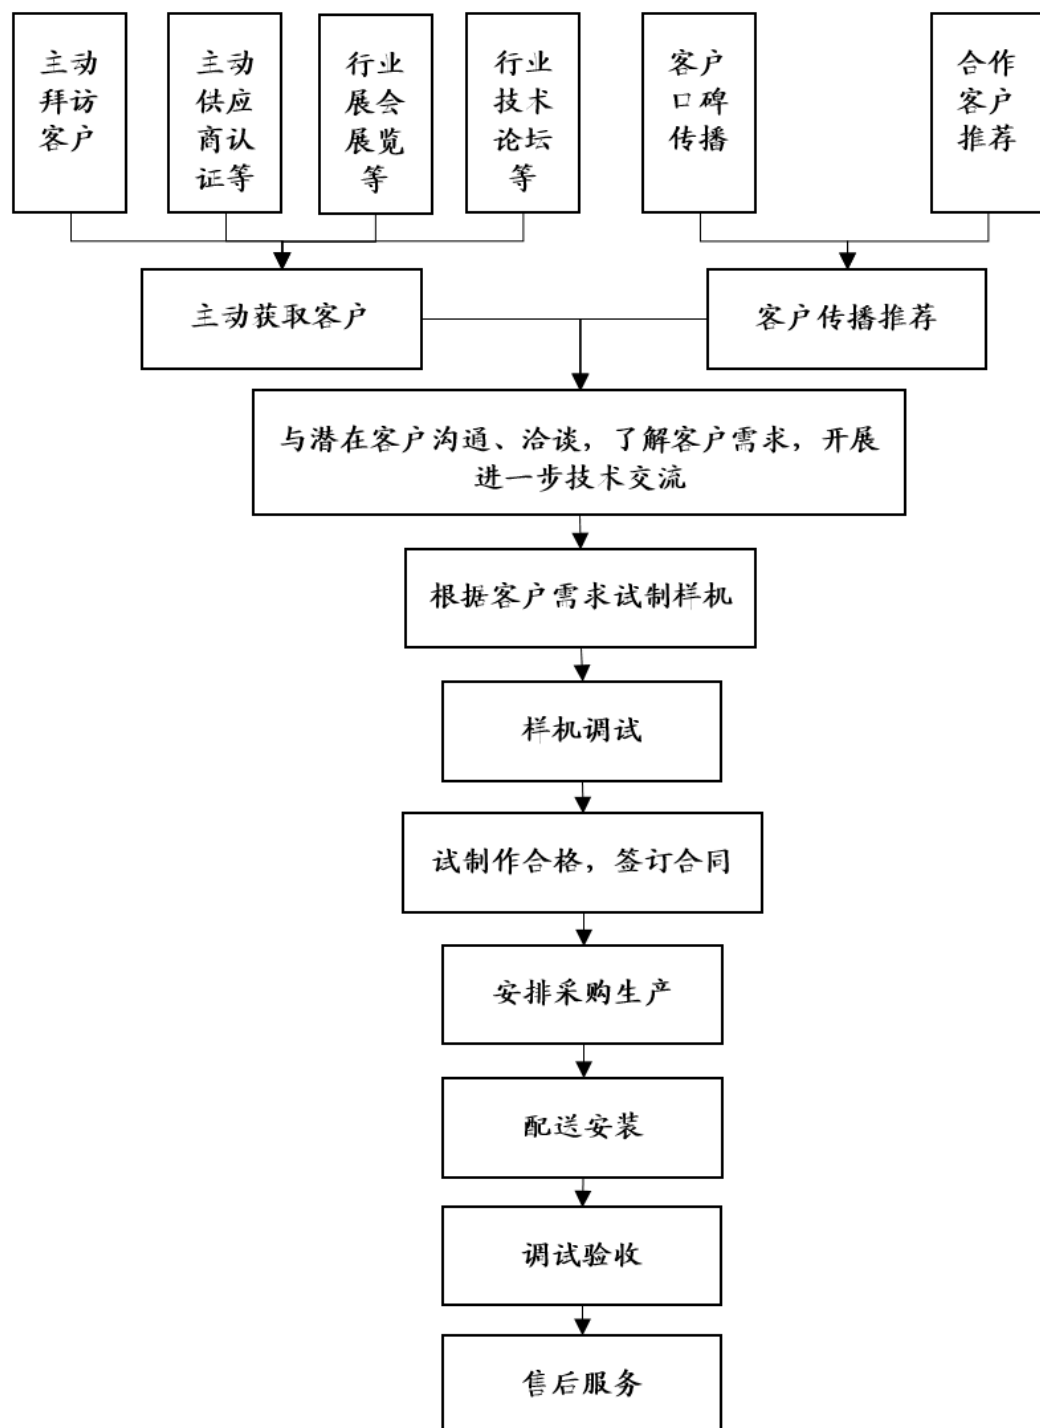 主动
拜访
客户
主动
供应
商认
证等
行业
展会
展览
等
行业
技术
论坛
等
客户
口碑
传播
合作
客户
推荐
主动获取客户
客户传播推荐
与潜在客户沟通、洽谈，了解客户需求，开展
进一步技术交流
根据客户需求试制样机
样机调试
试制作合格，签订合同
安排采购生产
配送安装
调试验收
售后服务